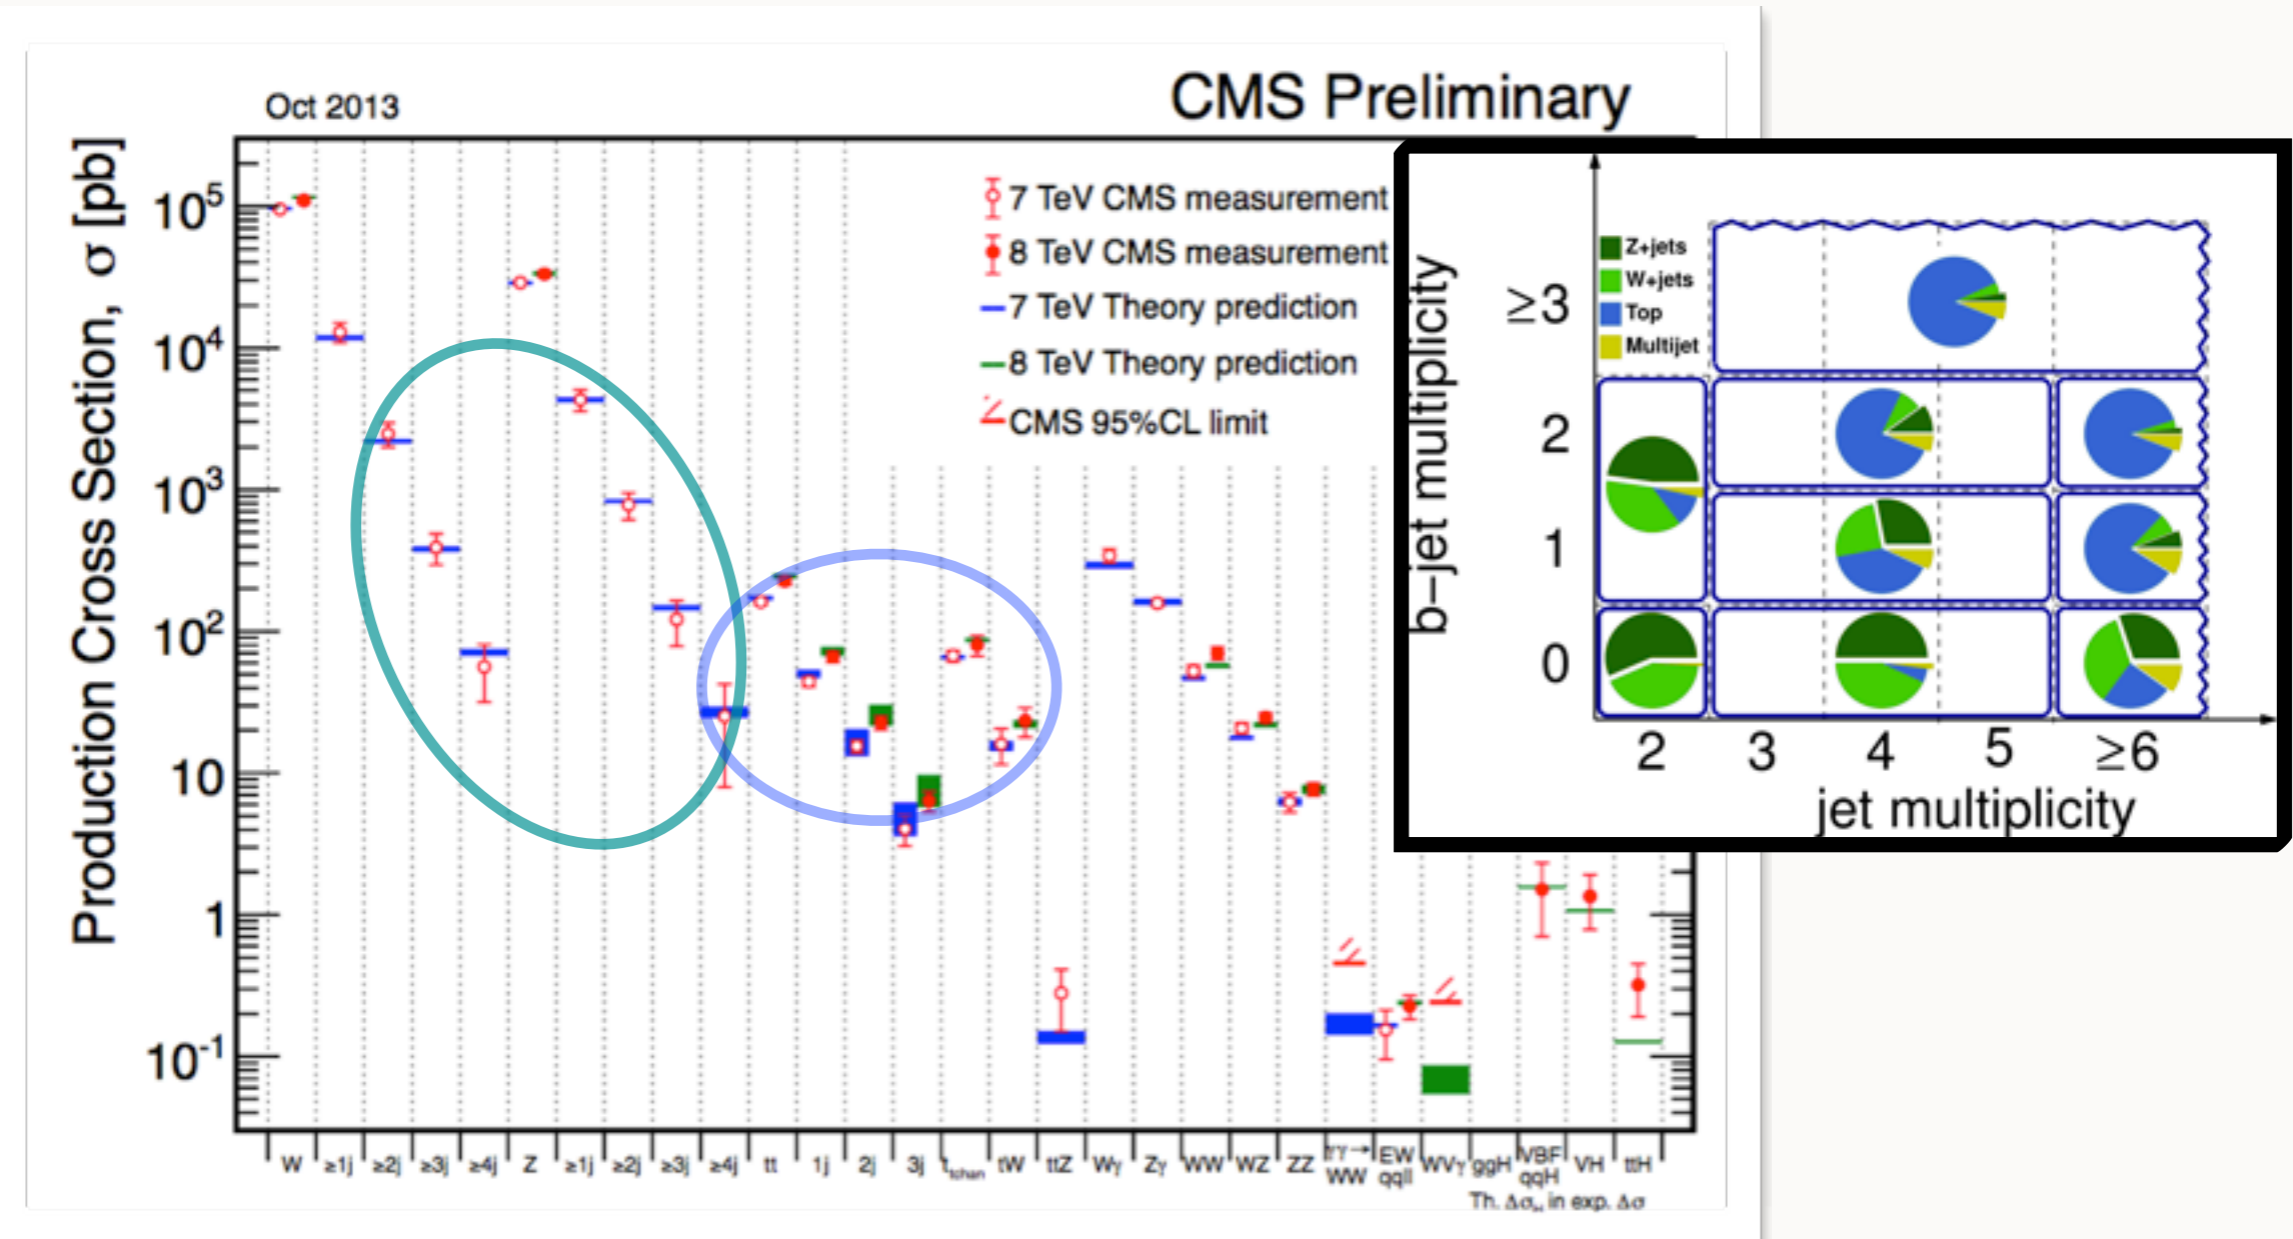 CMS Preliminary
Oct 2013
Production Cross Section, σ [pb]
10⁵
10⁴
10³
10²
10
1
10⁻¹
7 TeV CMS measurement
8 TeV CMS measurement
7 TeV Theory prediction
8 TeV Theory prediction
CMS 95%CL limit
W ≥1j ≥2j ≥3j ≥4j Z ≥1j ≥2j ≥3j ≥4j tt 1j 2j 3j t_tchan tW ttZ Wγ Zγ WW WZ ZZ γγ→ EW WVγ ggH VBF VH ttH
WW qqll qqH
Th. Δσ_H in exp. Δσ
b-jet multiplicity
Z+jets
W+jets
Top
Multijet
≥3
2
1
0
2 3 4 5 ≥6
jet multiplicity